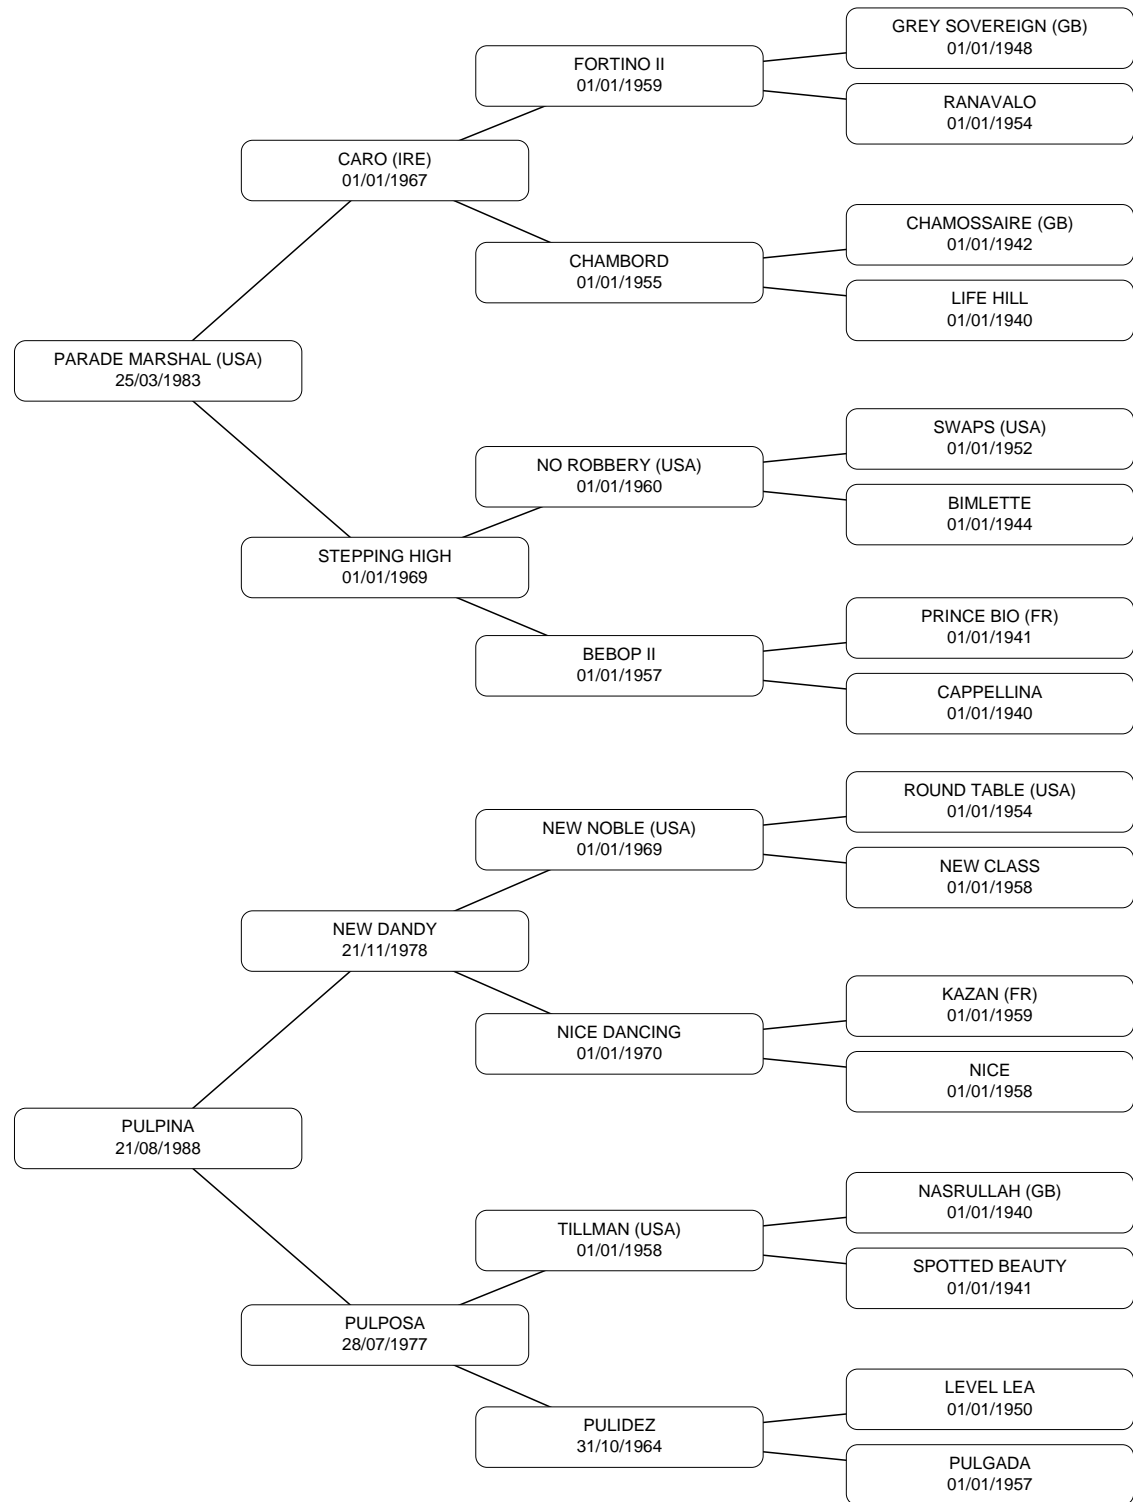 GREY SOVEREIGN (GB)
01/01/1948
FORTINO II
01/01/1959
RANAVALO
01/01/1954
CARO (IRE)
01/01/1967
CHAMOSSAIRE (GB)
01/01/1942
CHAMBORD
01/01/1955
LIFE HILL
01/01/1940
PARADE MARSHAL (USA)
25/03/1983
SWAPS (USA)
01/01/1952
NO ROBBERY (USA)
01/01/1960
BIMLETTE
01/01/1944
STEPPING HIGH
01/01/1969
PRINCE BIO (FR)
01/01/1941
BEBOP II
01/01/1957
CAPPELLINA
01/01/1940
ROUND TABLE (USA)
01/01/1954
NEW NOBLE (USA)
01/01/1969
NEW CLASS
01/01/1958
NEW DANDY
21/11/1978
KAZAN (FR)
01/01/1959
NICE DANCING
01/01/1970
NICE
01/01/1958
PULPINA
21/08/1988
NASRULLAH (GB)
01/01/1940
TILLMAN (USA)
01/01/1958
SPOTTED BEAUTY
01/01/1941
PULPOSA
28/07/1977
LEVEL LEA
01/01/1950
PULIDEZ
31/10/1964
PULGADA
01/01/1957